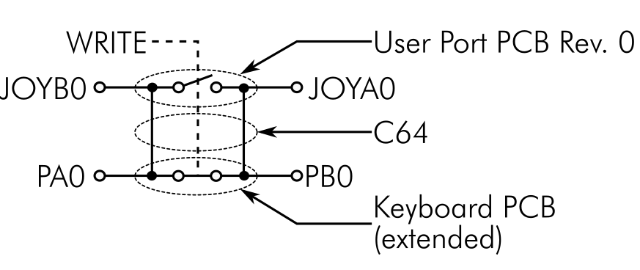 WRITE
User Port PCB Rev. 0
JOYB0
JOYA0
C64
PA0
PB0
Keyboard PCB
(extended)